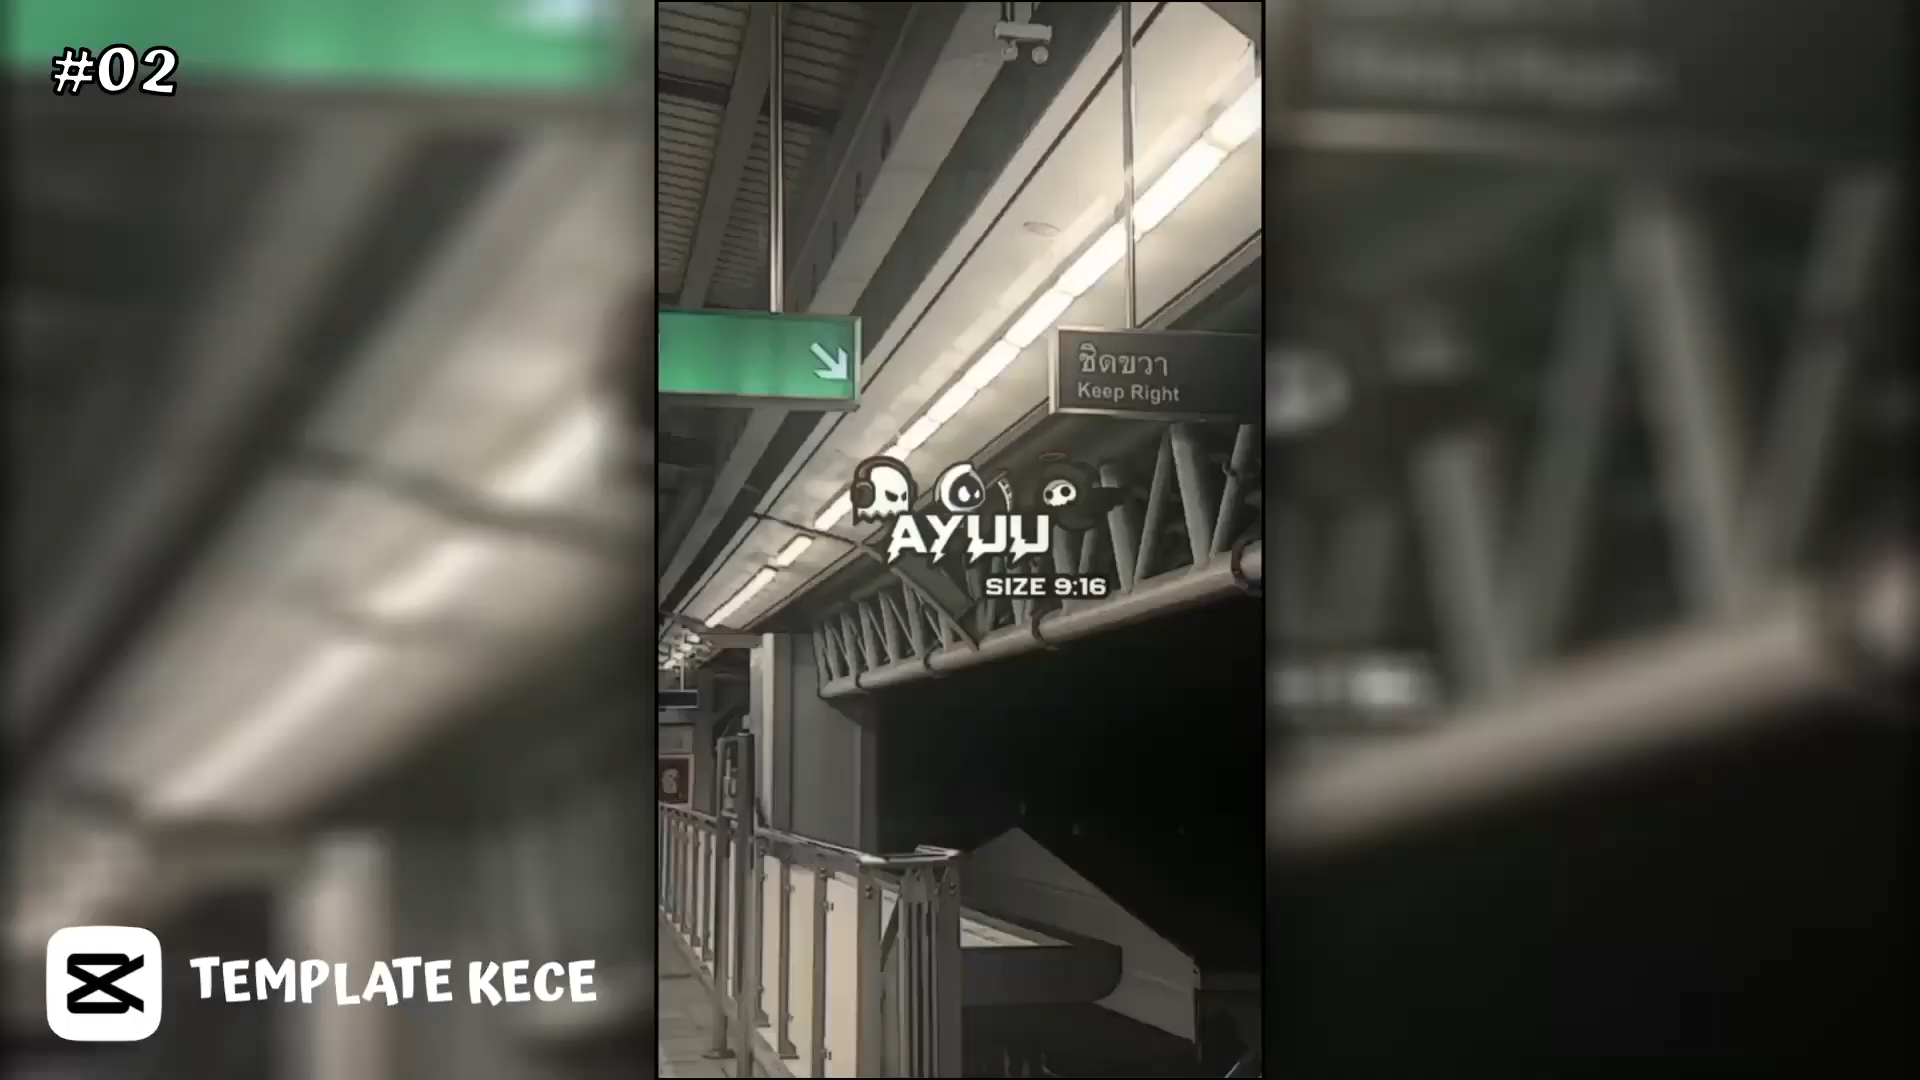 #02
ชิดขวา
Keep Right
AYUU
SIZE 9:16
TEMPLATE KECE